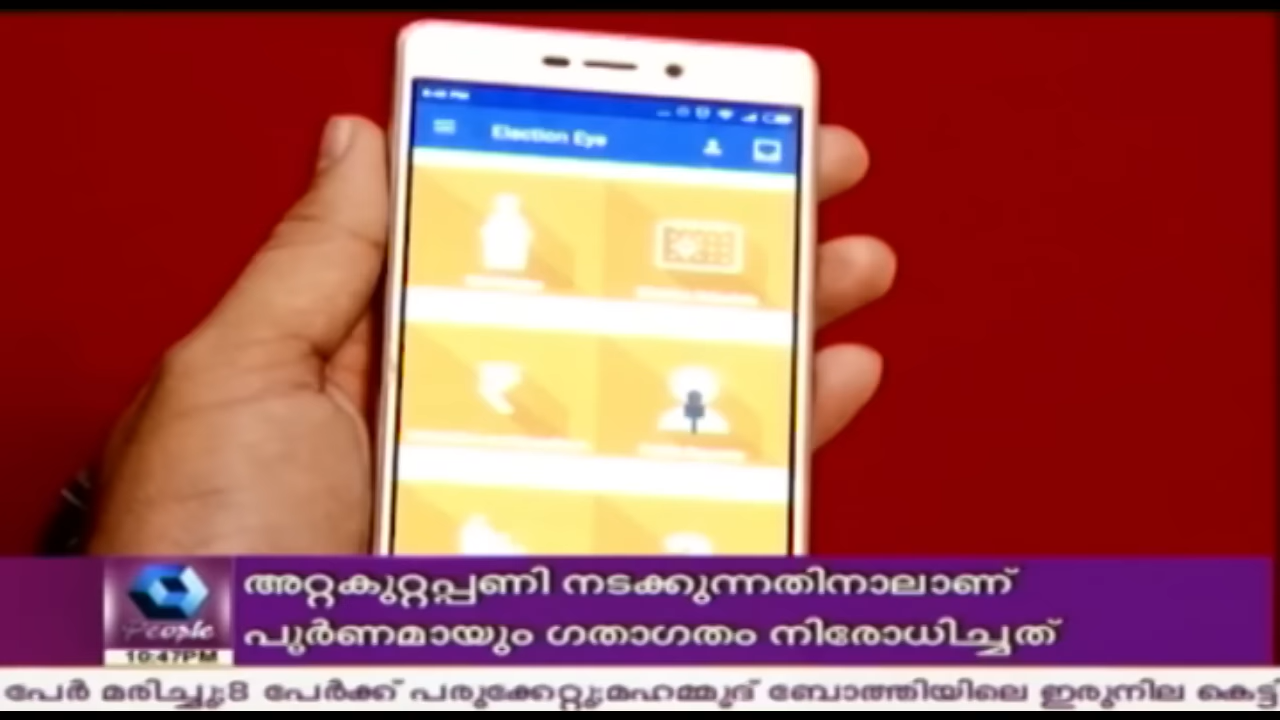 Election Eye
അറ്റകുറ്റപ്പണി നടക്കുന്നതിനാലാണ്
പുർണമായും ഗതാഗതം നിരോധിച്ചത്
People
10:47PM
പേർ മരിച്ചു;8 പേർക്ക് പരുക്കേറ്റു;മഹമ്മുദ് ബോത്തിയിലെ ഇരുനില കെട്ടി